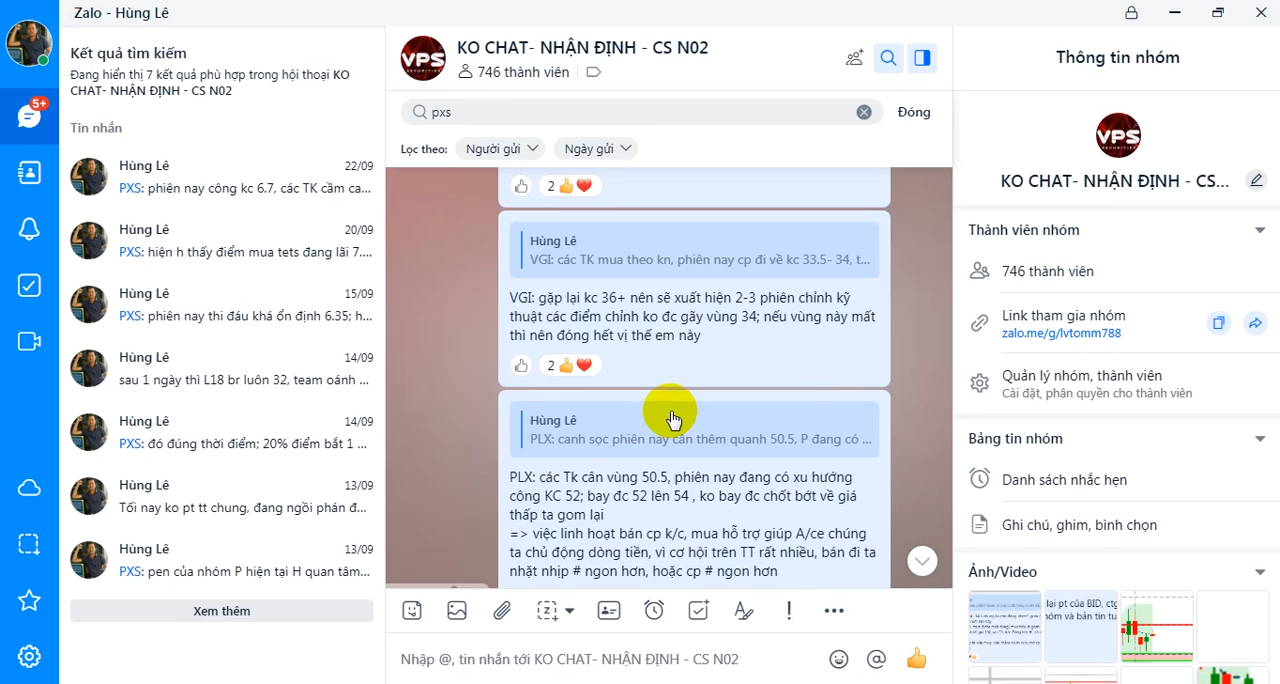 Zalo - Hùng Lê
5+
Kết quả tìm kiếm
Đang hiển thị 7 kết quả phù hợp trong hội thoại KO
CHAT- NHẬN ĐỊNH - CS N02
Tin nhắn
Hùng Lê 22/09
PXS: phiên nay công kc 6.7, các TK cầm ca...
Hùng Lê 20/09
PXS: hiện h thấy điểm mua tets đang lãi 7....
Hùng Lê 15/09
PXS: phiên nay thi đấu khá ổn định 6.35; h...
Hùng Lê 14/09
sau 1 ngày thì L18 br luôn 32, team oánh ...
Hùng Lê 14/09
PXS: đó đúng thời điểm; 20% điểm bắt 1 ...
Hùng Lê 13/09
Tối nay ko pt tt chung, đang ngồi phán đ...
Hùng Lê 13/09
PXS: pen của nhóm P hiện tại H quan tâm...
Xem thêm
VPS
SECURITIES
KO CHAT- NHẬN ĐỊNH - CS N02
746 thành viên
pxs
Đóng
Lọc theo: Người gửi Ngày gửi
2
Hùng Lê
VGI: các TK mua theo kn, phiên nay cp đi về kc 33.5- 34, t...
VGI: gặp lại kc 36+ nên sẽ xuất hiện 2-3 phiên chỉnh kỹ
thuật các điểm chỉnh ko đc gãy vùng 34; nếu vùng này mất
thì nên đóng hết vị thế em này
2
Hùng Lê
PLX: canh sọc phiên nay cân thêm quanh 50.5, P đang có ...
PLX: các Tk cân vùng 50.5, phiên nay đang có xu hướng
công KC 52; bay đc 52 lên 54 , ko bay đc chốt bớt về giá
thấp ta gom lại
=> việc linh hoạt bán cp k/c, mua hỗ trợ giúp A/ce chúng
ta chủ động dòng tiền, vì cơ hội trên TT rất nhiều, bán đi ta
nhặt nhịp # ngon hơn, hoặc cp # ngon hơn
Nhập @, tin nhắn tới KO CHAT- NHẬN ĐỊNH - CS N02
Thông tin nhóm
VPS
SECURITIES
KO CHAT- NHẬN ĐỊNH - CS...
Thành viên nhóm
746 thành viên
Link tham gia nhóm
zalo.me/g/lvtomm788
Quản lý nhóm, thành viên
Cài đặt, phân quyền cho thành viên
Bảng tin nhóm
Danh sách nhắc hẹn
Ghi chú, ghim, bình chọn
Ảnh/Video
lại pt của BID, ctg